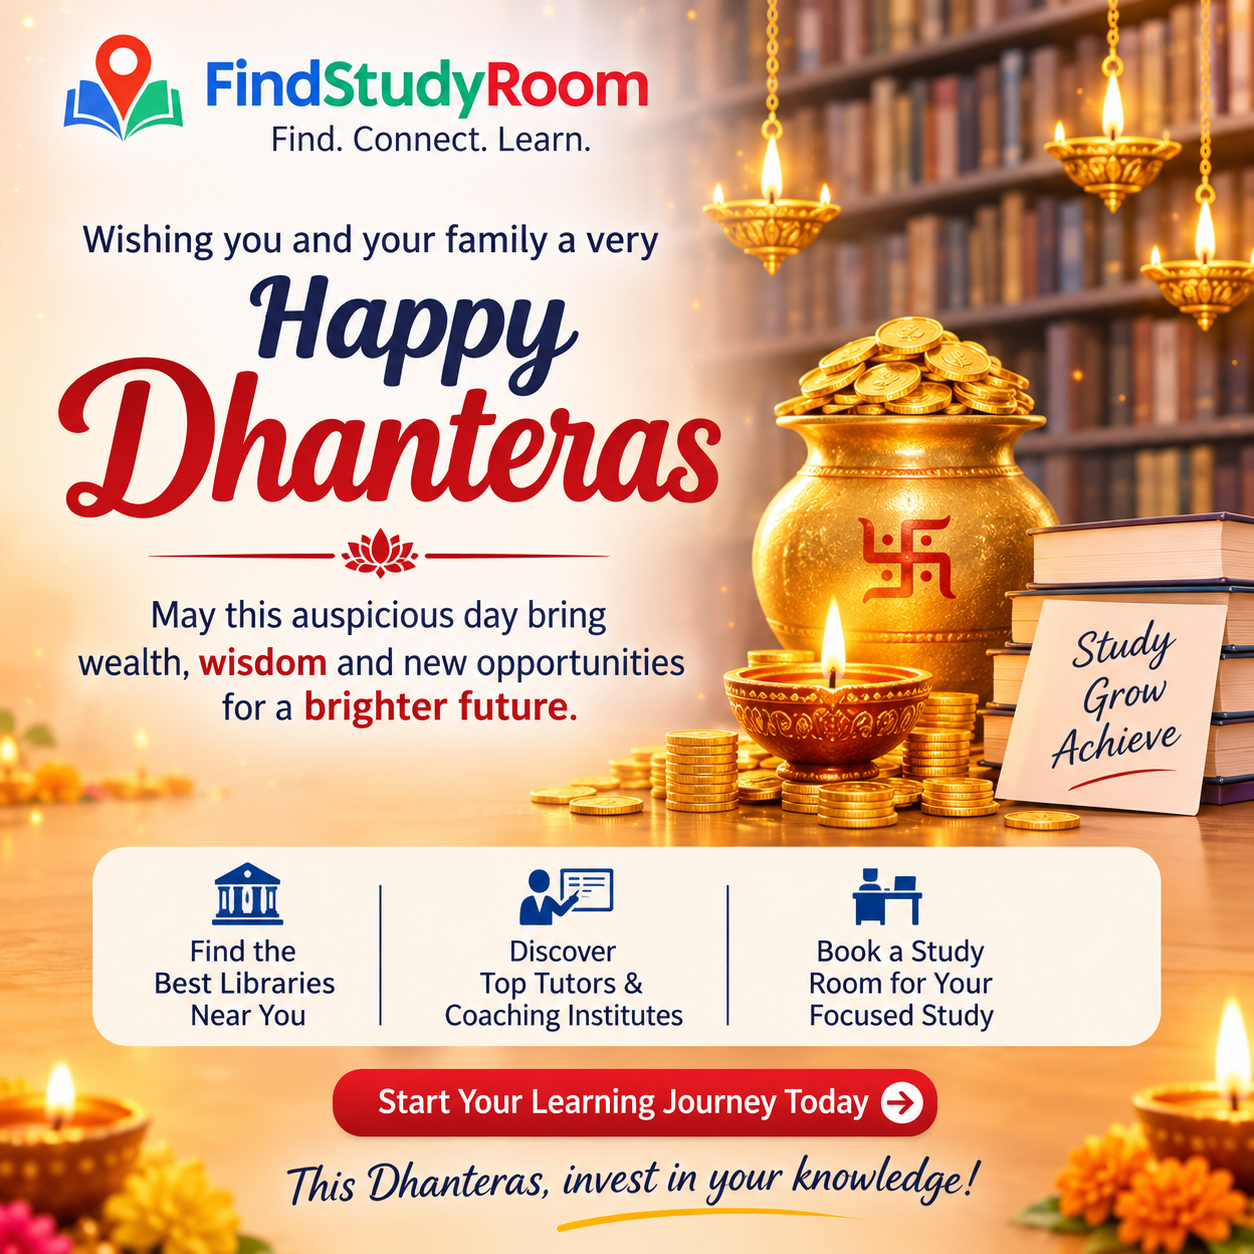 FindStudyRoom
Find. Connect. Learn.
Wishing you and your family a very
Happy
Dhanteras
May this auspicious day bring
wealth, wisdom and new opportunities
for a brighter future.
Study
Grow
Achieve
Find the
Best Libraries
Near You
Discover
Top Tutors &
Coaching Institutes
Book a Study
Room for Your
Focused Study
Start Your Learning Journey Today
This Dhanteras, invest in your knowledge!